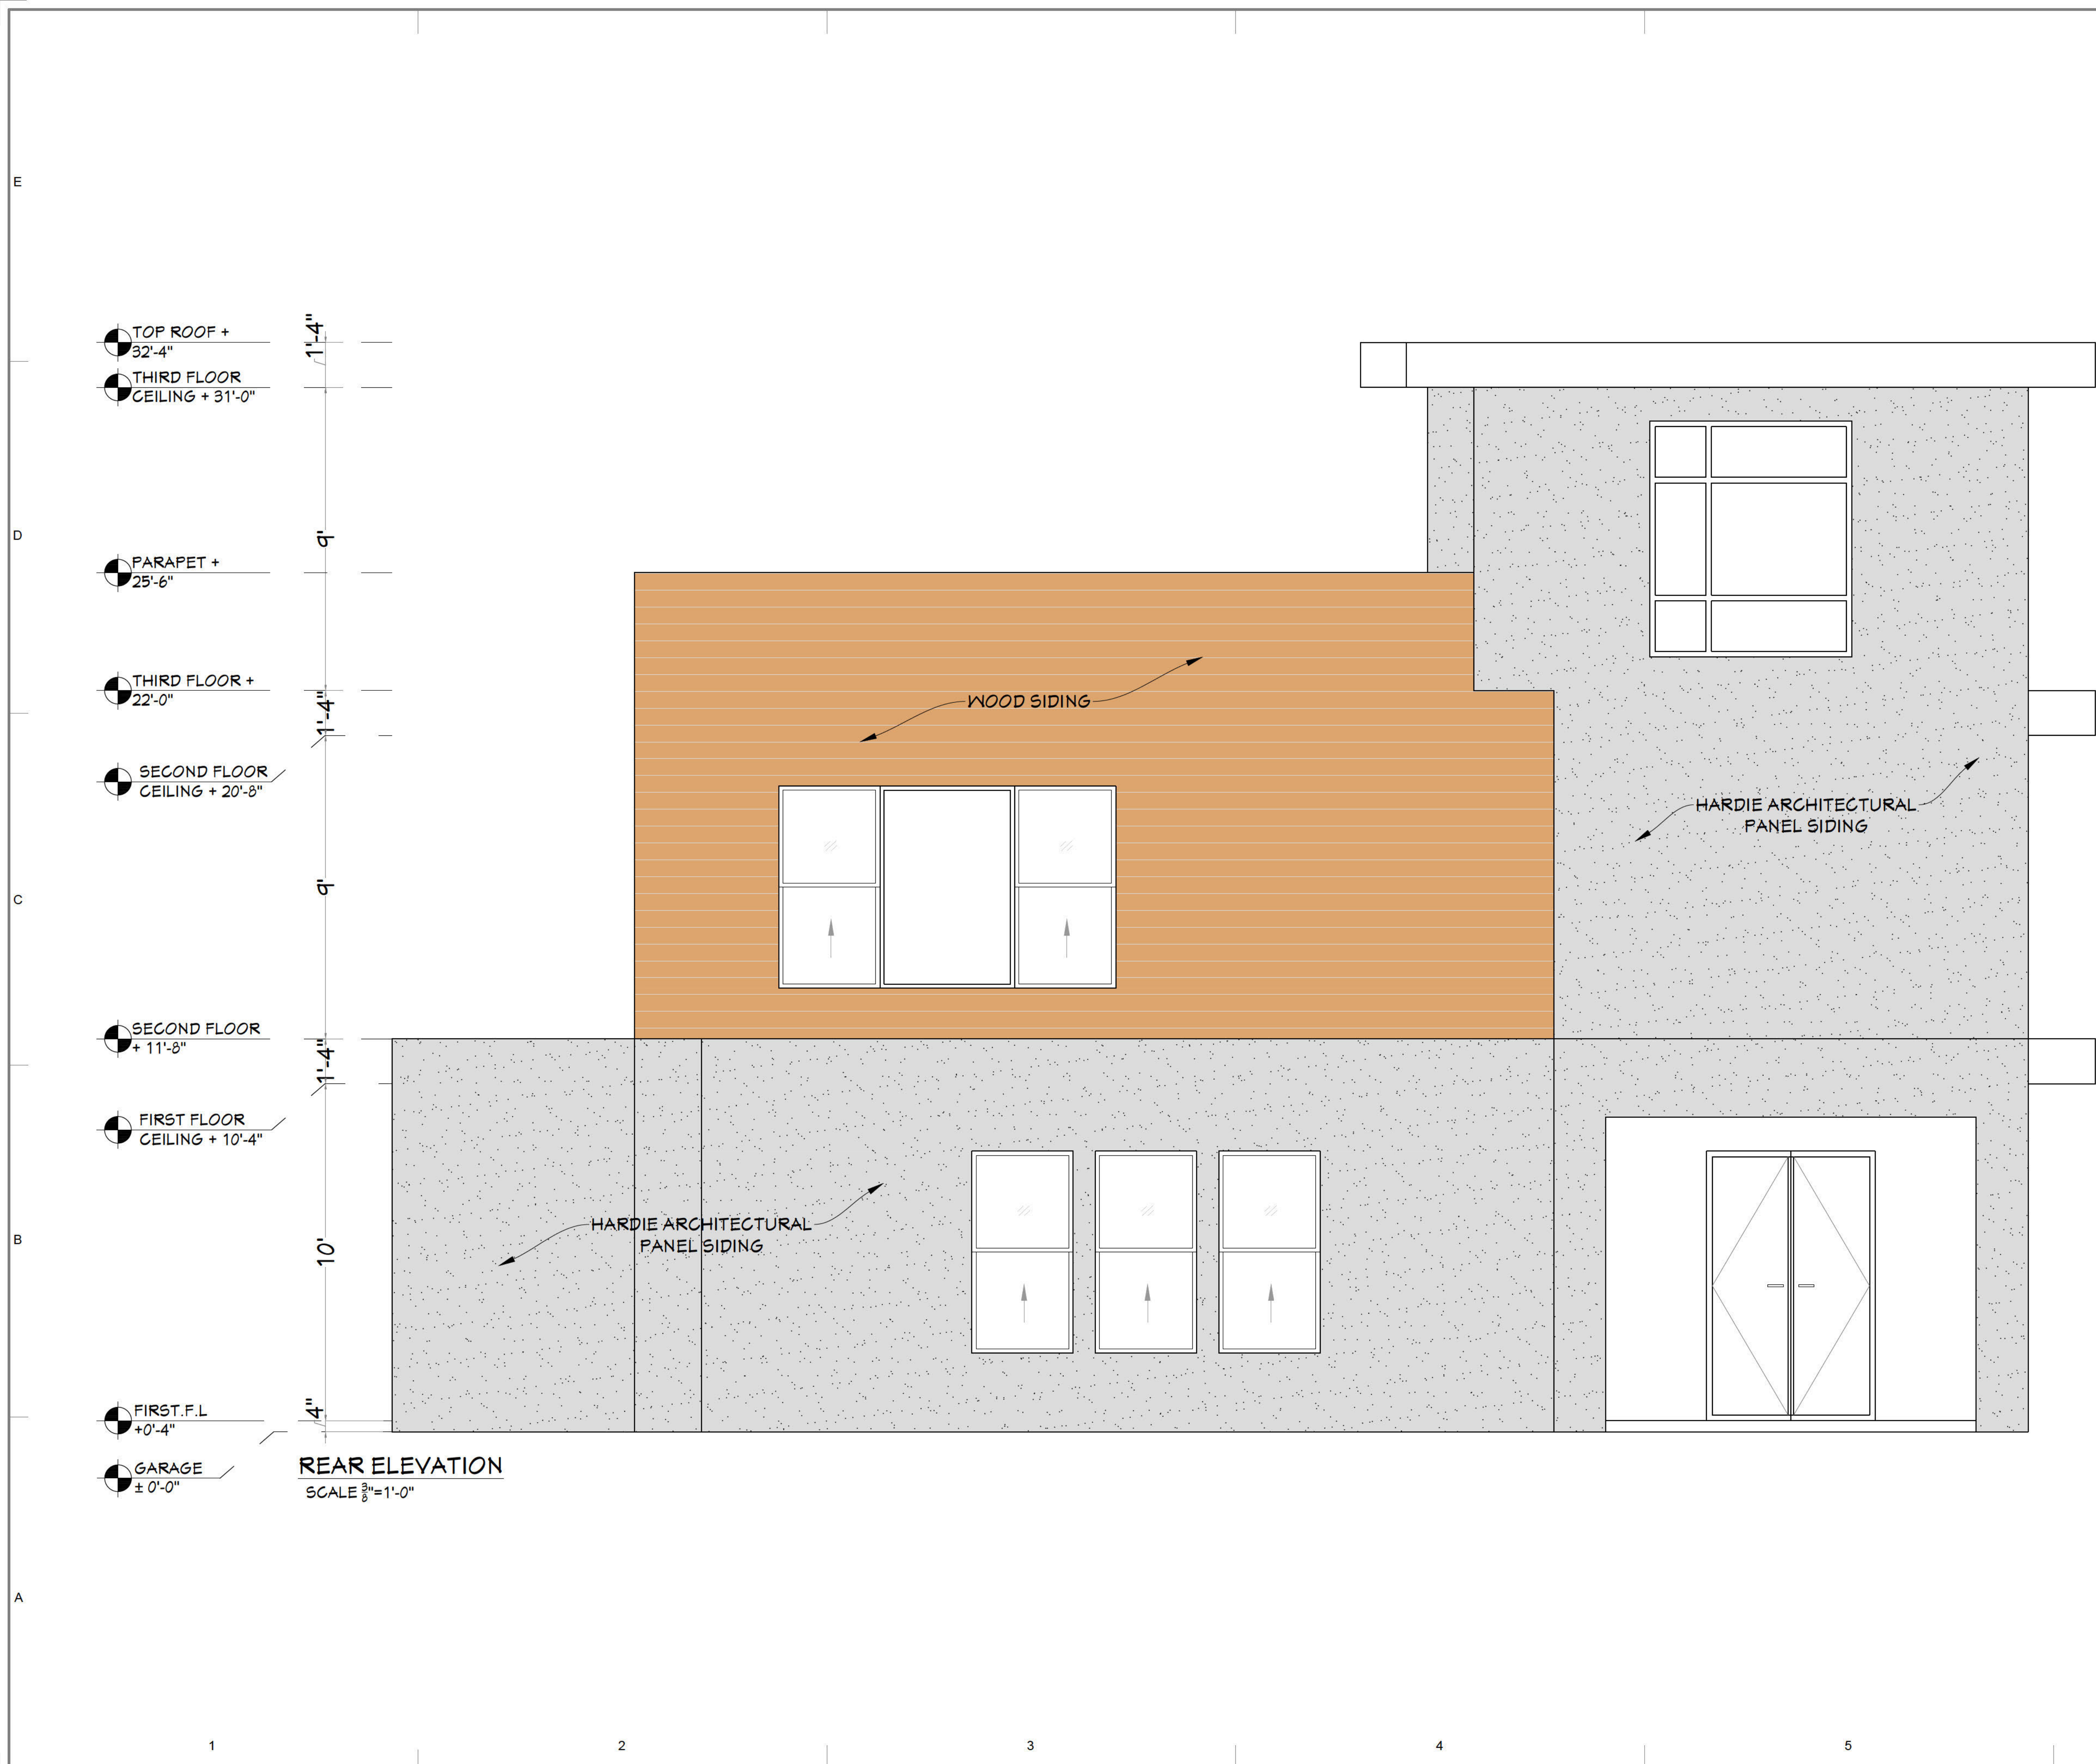 E
D
C
B
A
TOP ROOF +
32'-4"
THIRD FLOOR
CEILING + 31'-0"
PARAPET +
25'-6"
THIRD FLOOR +
22'-0"
SECOND FLOOR
CEILING + 20'-8"
SECOND FLOOR
+ 11'-8"
FIRST FLOOR
CEILING + 10'-4"
FIRST.F.L
+0'-4"
GARAGE
± 0'-0"
1'-4"
9'
1'-4"
9'
1'-4"
10'
4"
WOOD SIDING
HARDIE ARCHITECTURAL
PANEL SIDING
HARDIE ARCHITECTURAL
PANEL SIDING
REAR ELEVATION
SCALE 3/8"=1'-0"
1
2
3
4
5